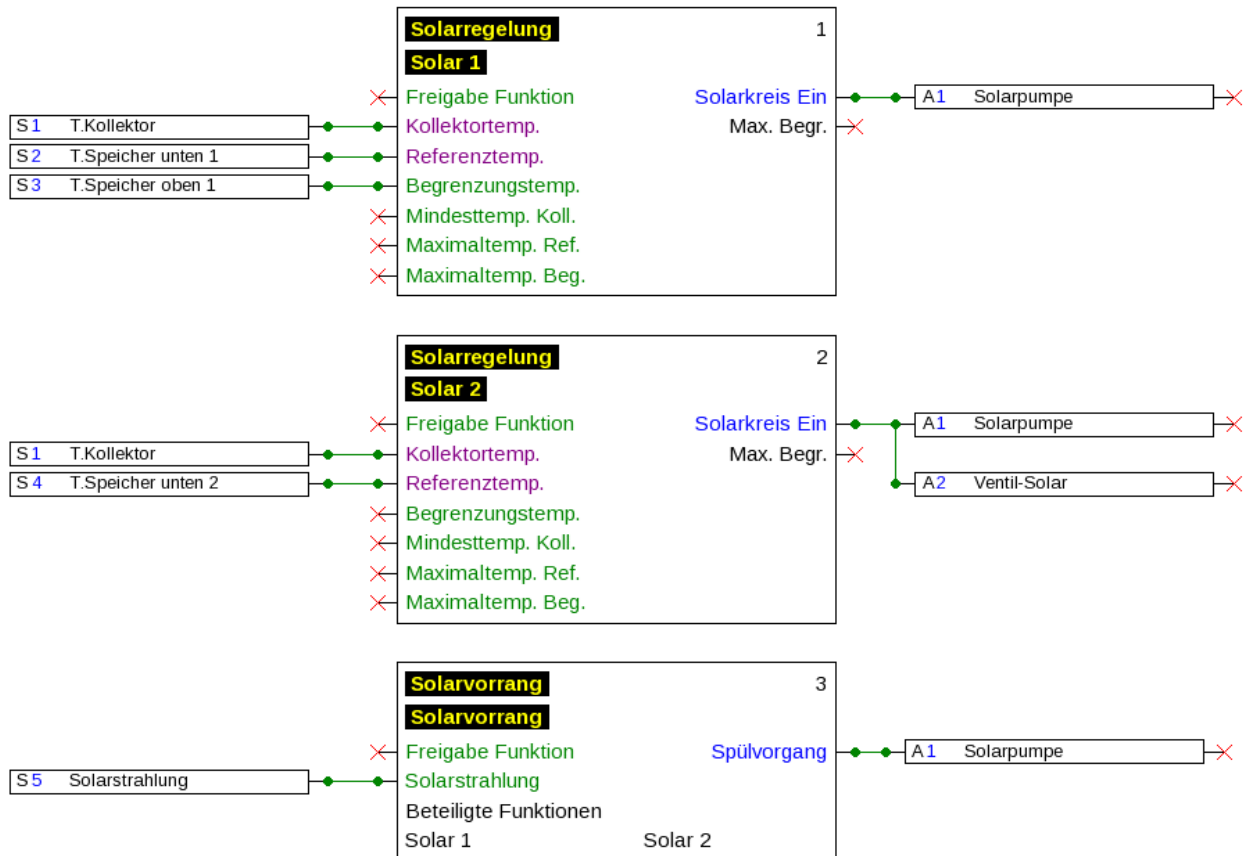 Solarregelung 1
Solar 1
Freigabe Funktion Solarkreis Ein A1 Solarpumpe
S1 T.Kollektor Kollektortemp. Max. Begr.
S2 T.Speicher unten 1 Referenztemp.
S3 T.Speicher oben 1 Begrenzungstemp.
Mindesttemp. Koll.
Maximaltemp. Ref.
Maximaltemp. Beg.
Solarregelung 2
Solar 2
Freigabe Funktion Solarkreis Ein A1 Solarpumpe
S1 T.Kollektor Kollektortemp. Max. Begr.
S4 T.Speicher unten 2 Referenztemp. A2 Ventil-Solar
Begrenzungstemp.
Mindesttemp. Koll.
Maximaltemp. Ref.
Maximaltemp. Beg.
Solarvorrang 3
Solarvorrang
Freigabe Funktion Spülvorgang A1 Solarpumpe
S5 Solarstrahlung Solarstrahlung
Beteiligte Funktionen
Solar 1 Solar 2